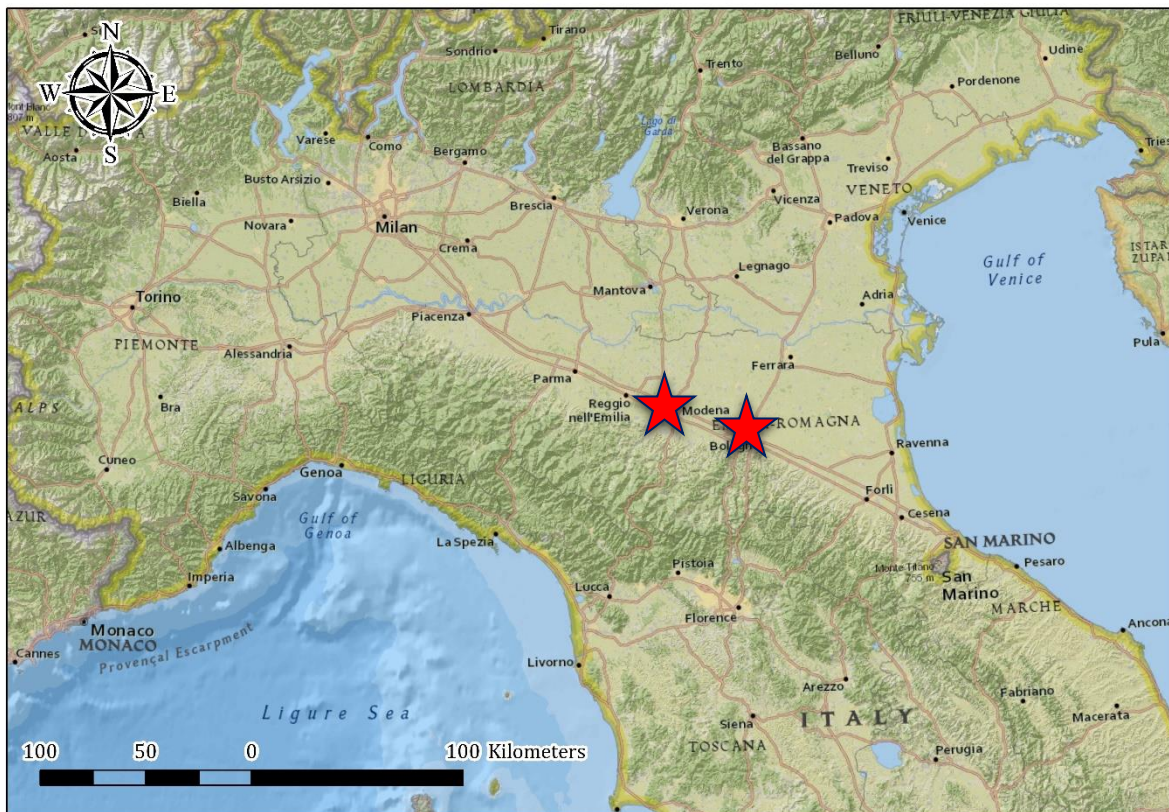 FRIULI-VENEZIA GIULIA
Tirano
Sondrio
Belluno
Udine
Trento
Pordenone
LOMBARDIA
N
W
E
S
Lago di
Garda
Aosta
Varese
Como
Bergamo
Bassano
del Grappa
Treviso
Busto Arsizio
Biella
Brescia
Vicenza
VENETO
Verona
Padova
Venice
Novara
Milan
Crema
Gulf of
Venice
Legnago
Mantova
Adria
Torino
Piacenza
Pula
PIEMONTE
Alessandria
Ferrara
Parma
ALPS
Bra
Reggio
nell'Emilia
Modena
ROMAGNA
Ravenna
Cuneo
Genoa
LIGURIA
Savona
Forlì
Cesena
Gulf of
Genoa
Albenga
La Spezia
SAN MARINO
Pistoia
Monte Titano
755 m
Pesaro
Imperia
Lucca
San
Marino
MARCHE
Florence
Monaco
MONACO
Provençal Escarpment
Ancona
Cannes
Livorno
Arezzo
Fabriano
Macerata
Ligure Sea
Siena
ITALY
TOSCANA
Perugia
100 50 0 100 Kilometers